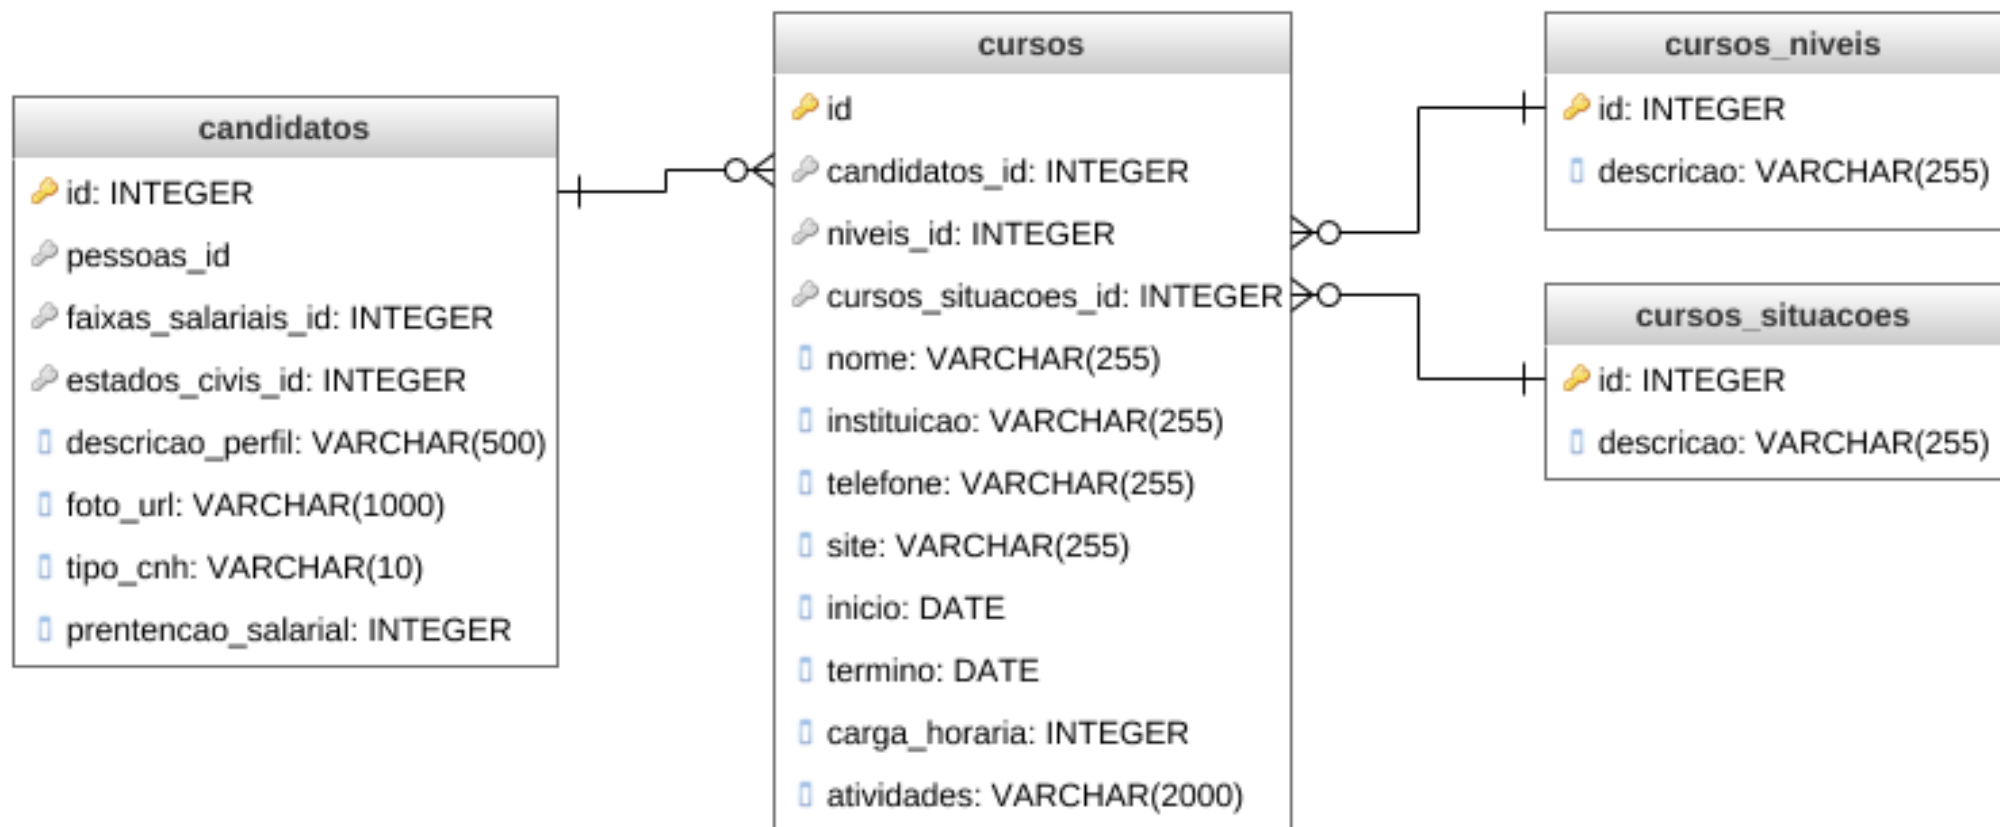 candidatos
id: INTEGER
pessoas_id
faixas_salariais_id: INTEGER
estados_civis_id: INTEGER
descricao_perfil: VARCHAR(500)
foto_url: VARCHAR(1000)
tipo_cnh: VARCHAR(10)
prentencao_salarial: INTEGER
cursos
id
candidatos_id: INTEGER
niveis_id: INTEGER
cursos_situacoes_id: INTEGER
nome: VARCHAR(255)
instituicao: VARCHAR(255)
telefone: VARCHAR(255)
site: VARCHAR(255)
inicio: DATE
termino: DATE
carga_horaria: INTEGER
atividades: VARCHAR(2000)
cursos_niveis
id: INTEGER
descricao: VARCHAR(255)
cursos_situacoes
id: INTEGER
descricao: VARCHAR(255)